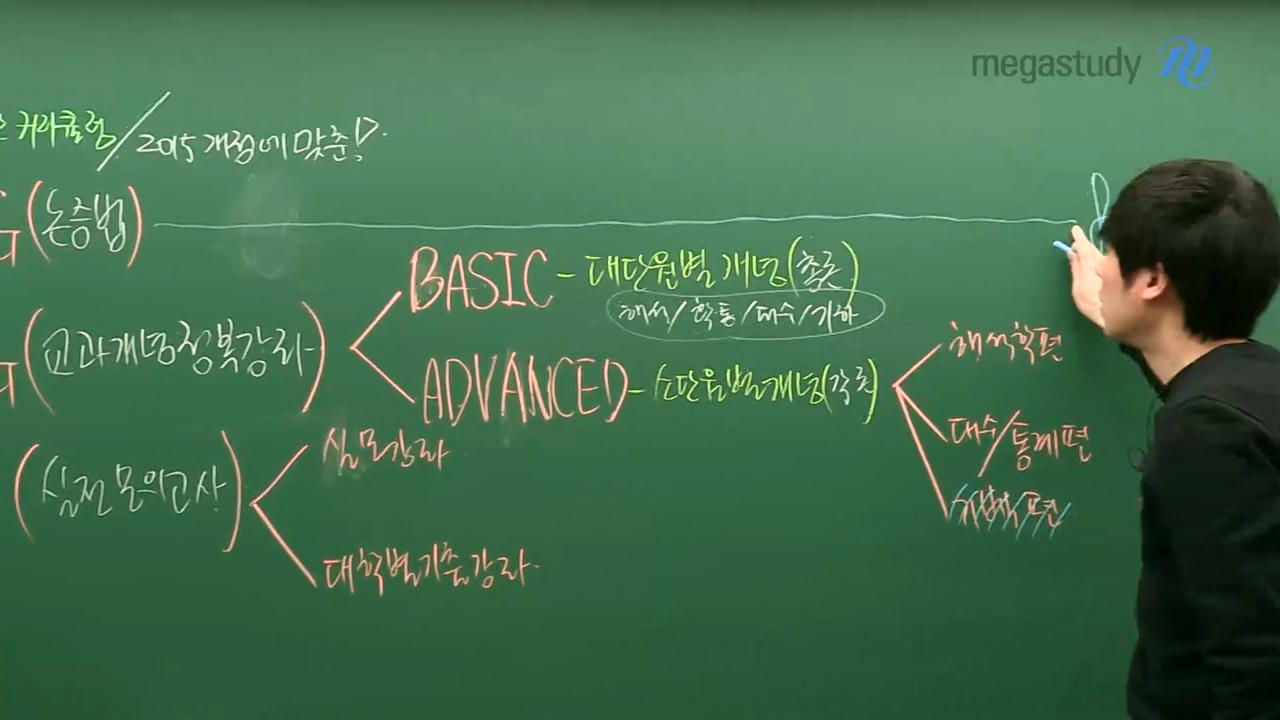 megastudy
커리큘럼 / 2015 개정에 맞춘!
(논증법)
BASIC - 대단원별 개념(총론)
해석/확통/대수/기하
(교과개념정복강좌)
ADVANCED - 소단원별개념(각론)
해석학편
대수/통계편
실모강좌
(실전모의고사)
대학별기출강좌.